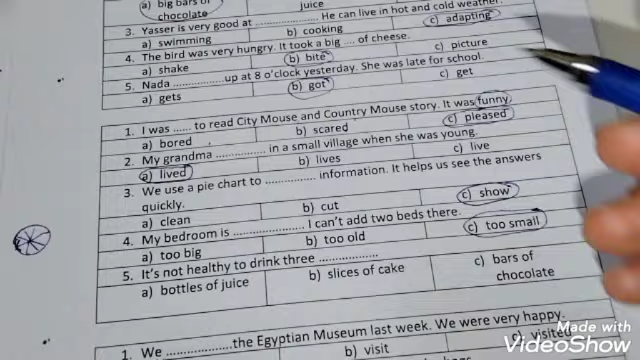 a) big bars of
chocolate
juice
3. Yasser is very good at .................. He can live in hot and cold weather.
a) swimming b) cooking c) adapting
4. The bird was very hungry. It took a big .... of cheese.
a) shake b) bite c) picture
5. Nada ...............up at 8 o'clock yesterday. She was late for school.
a) gets b) got c) get
1. I was ...... to read City Mouse and Country Mouse story. It was funny
a) bored b) scared c) pleased
2. My grandma ............... in a small village when she was young.
a) lived b) lives c) live
3. We use a pie chart to ............... information. It helps us see the answers
quickly.
a) clean b) cut c) show
4. My bedroom is ..................... I can't add two beds there.
a) too big b) too old c) too small
5. It's not healthy to drink three .................
a) bottles of juice b) slices of cake c) bars of
chocolate
1. We ...............the Egyptian Museum last week. We were very happy.
b) visit c) visited
Made with
VideoShow